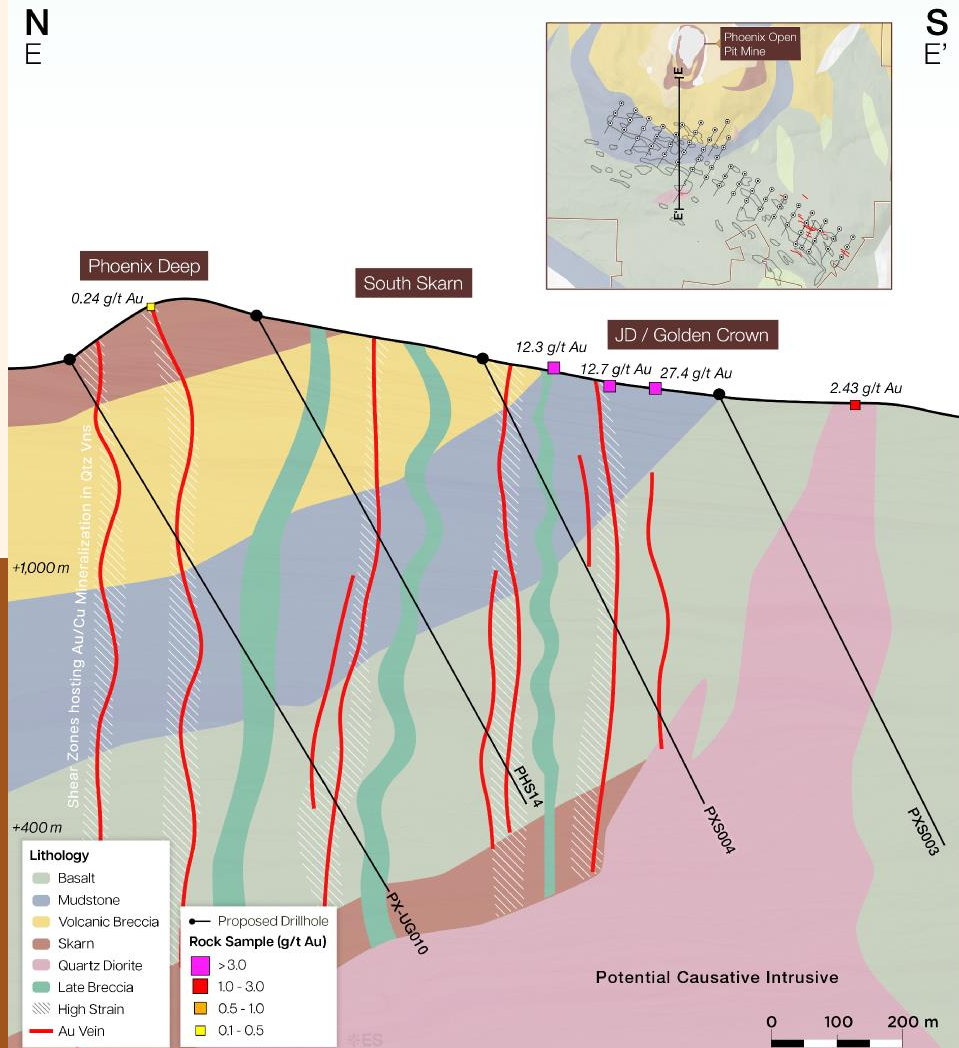 N
E
S
E'
Phoenix Open
Pit Mine
E
E'
Phoenix Deep
0.24 g/t Au
South Skarn
JD / Golden Crown
12.3 g/t Au
12.7 g/t Au
27.4 g/t Au
2.43 g/t Au
Shear Zones hosting Au/Cu Mineralization in Qtz Vns
+1,000 m
+400 m
PHS14
PXS004
PXS003
PX-UG010
Lithology
Basalt
Mudstone
Volcanic Breccia
Skarn
Quartz Diorite
Late Breccia
High Strain
Au Vein
Proposed Drillhole
Rock Sample (g/t Au)
>3.0
1.0 - 3.0
0.5 - 1.0
0.1 - 0.5
Potential Causative Intrusive
0 100 200 m
✳ES